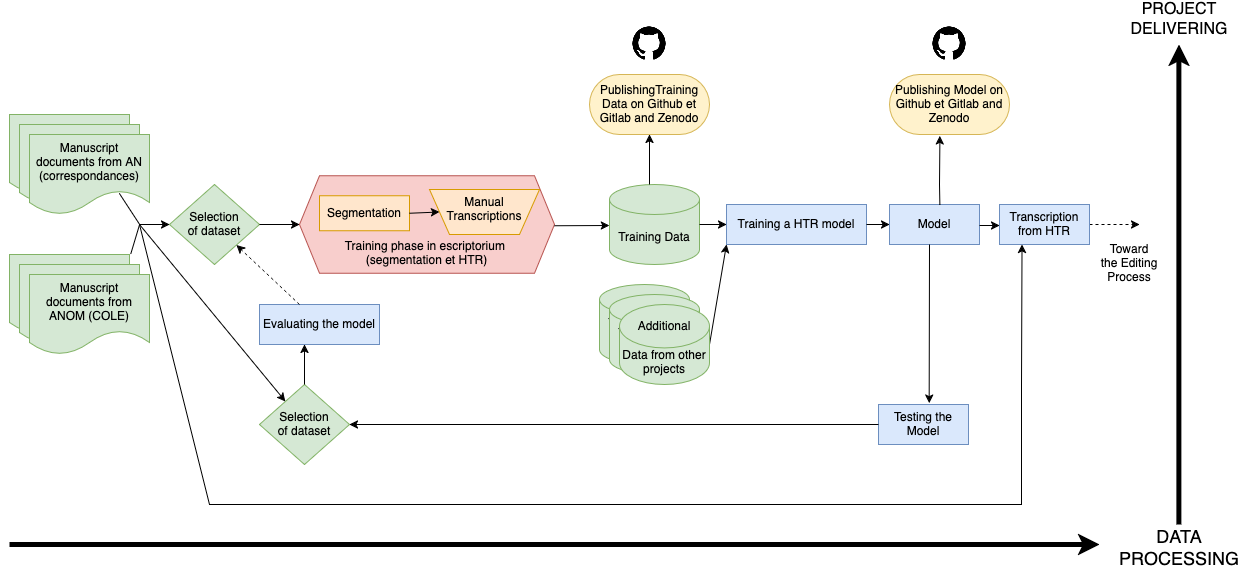 PROJECT
DELIVERING
PublishingTraining
Data on Github et
Gitlab and Zenodo
Publishing Model on
Github et Gitlab and
Zenodo
Manuscript
documents from AN
(correspondances)
Selection
of dataset
Segmentation
Manual
Transcriptions
Training phase in escriptorium
(segmentation et HTR)
Training Data
Training a HTR model
Model
Transcription
from HTR
Toward
the Editing
Process
Manuscript
documents from
ANOM (COLE)
Evaluating the model
Additional
Data from other
projects
Selection
of dataset
Testing the
Model
DATA
PROCESSING